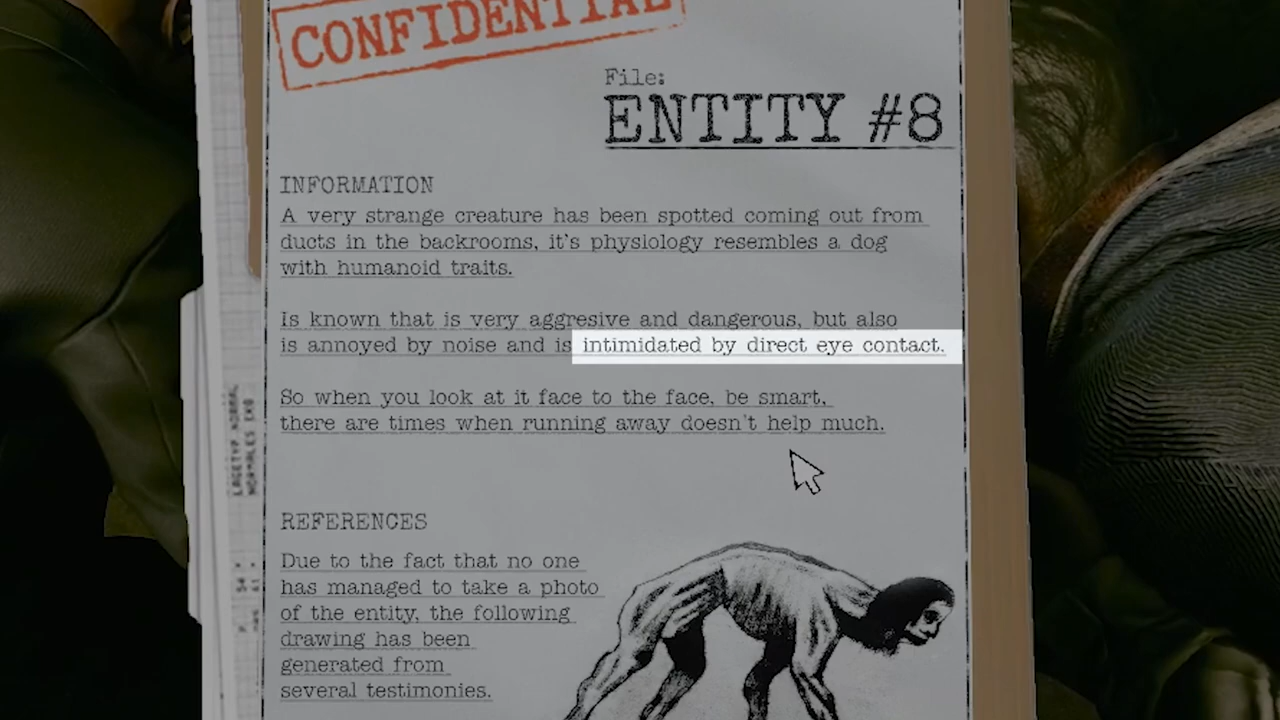 CONFIDENTIAL
File:
ENTITY #8
INFORMATION
A very strange creature has been spotted coming out from
ducts in the backrooms, it's physiology resembles a dog
with humanoid traits.
Is known that is very aggresive and dangerous, but also
is annoyed by noise and is intimidated by direct eye contact.
So when you look at it face to the face, be smart,
there are times when running away doesn't help much.
REFERENCES
Due to the fact that no one
has managed to take a photo
of the entity, the following
drawing has been
generated from
several testimonies.